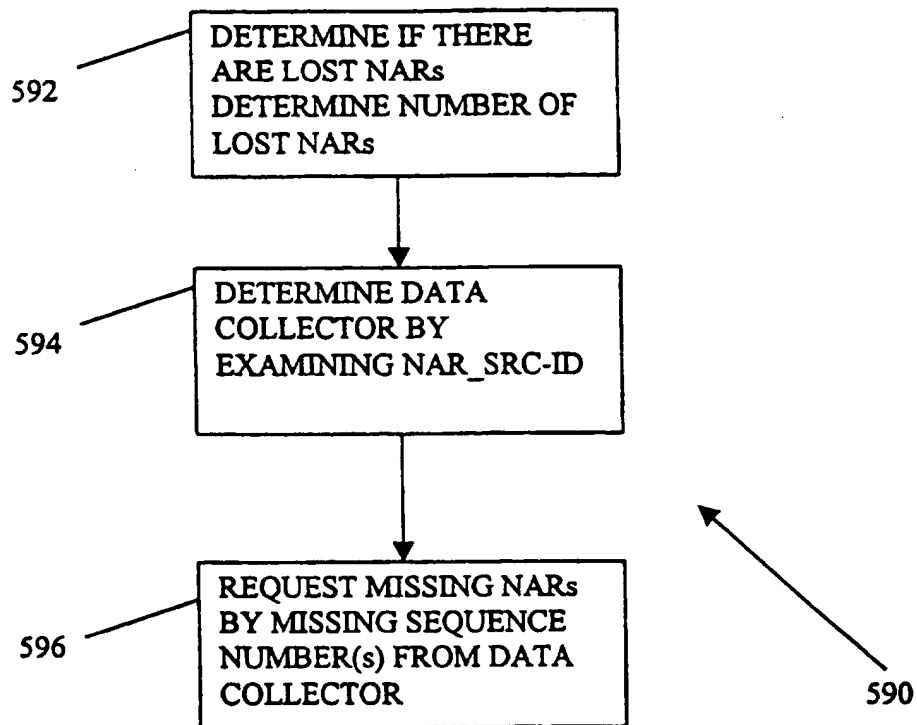 592
DETERMINE IF THERE
ARE LOST NARs
DETERMINE NUMBER OF
LOST NARs
594
DETERMINE DATA
COLLECTOR BY
EXAMINING NAR_SRC-ID
596
REQUEST MISSING NARs
BY MISSING SEQUENCE
NUMBER(s) FROM DATA
COLLECTOR
590